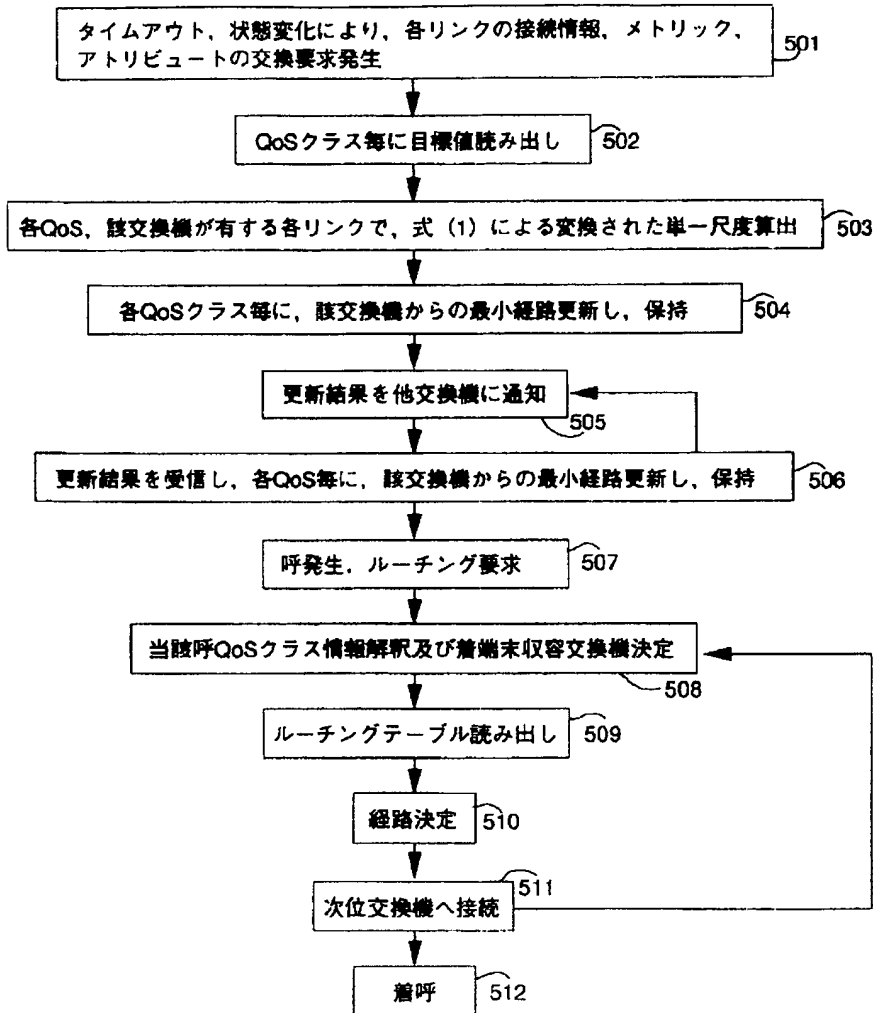 タイムアウト，状態変化により，各リンクの接続情報，メトリック，
アトリビュートの交換要求発生
501
QoSクラス毎に目標値読み出し
502
各QoS，該交換機が有する各リンクで，式（1）による変換された単一尺度算出
503
各QoSクラス毎に，該交換機からの最小経路更新し，保持
504
更新結果を他交換機に通知
505
更新結果を受信し，各QoS毎に，該交換機からの最小経路更新し，保持
506
呼発生，ルーチング要求
507
当該呼QoSクラス情報解釈及び着端末収容交換機決定
508
ルーチングテーブル読み出し
509
経路決定
510
511
次位交換機へ接続
着呼
512